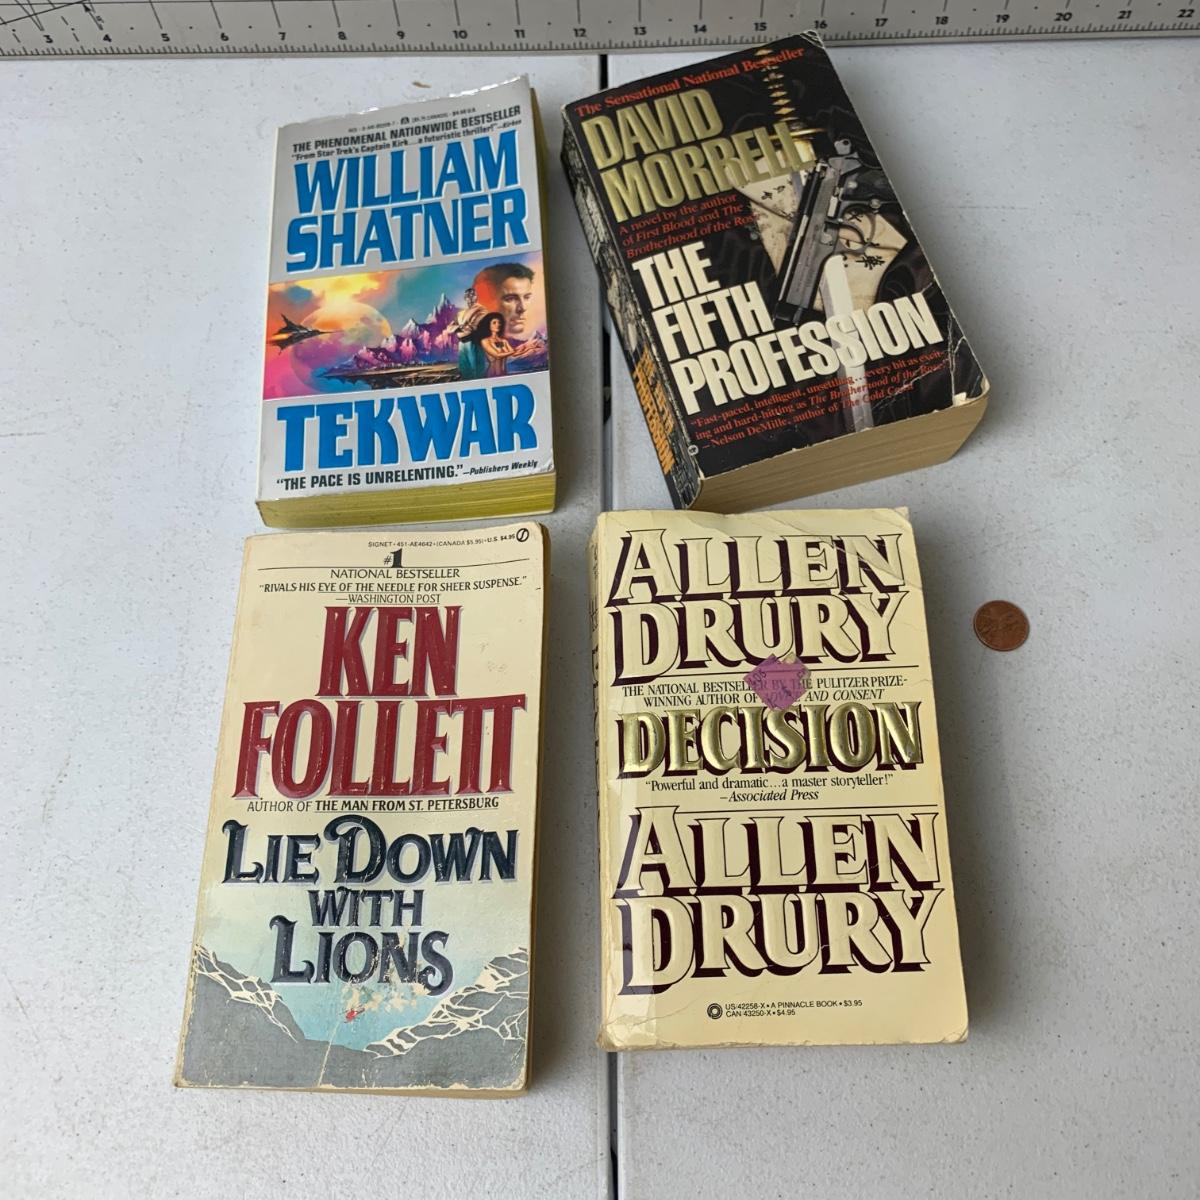 3 4 5 6 7 8 9 10 11 12 13 14 15 16 17 18 19 20 21 22
THE PHENOMENAL NATIONWIDE BESTSELLER
"From Star Trek's Captain Kirk...a futuristic thriller!" —Kirkus
WILLIAM
SHATNER
TEKWAR
"THE PACE IS UNRELENTING." —Publishers Weekly
The Sensational National Bestseller
DAVID
MORRELL
A novel by the author
of First Blood and The
Brotherhood of the Rose
THE
FIFTH
PROFESSION
"Fast-paced, intelligent, unsettling...every bit as excit-
ing and hard-hitting as The Brotherhood of the Rose."
—Nelson DeMille, author of The Gold Coast
SIGNET • 451-AE4642 • (CANADA $5.95) • U.S. $4.95
#1
NATIONAL BESTSELLER
"RIVALS HIS EYE OF THE NEEDLE FOR SHEER SUSPENSE."
—WASHINGTON POST
KEN
FOLLETT
AUTHOR OF THE MAN FROM ST. PETERSBURG
LIE DOWN
WITH
LIONS
ALLEN
DRURY
THE NATIONAL BESTSELLER BY THE PULITZER PRIZE-
WINNING AUTHOR OF ADVISE AND CONSENT
DECISION
"Powerful and dramatic...a master storyteller!"
—Associated Press
ALLEN
DRURY
US/42258-X • A PINNACLE BOOK • $3.95
CAN 43250-X • $4.95